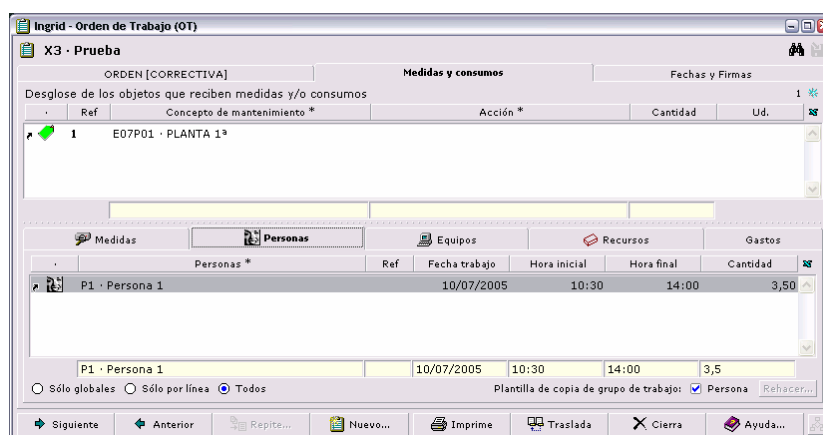 Ingrid - Orden de Trabajo (OT)
X3 · Prueba
ORDEN [CORRECTIVA] Medidas y consumos Fechas y Firmas
Desglose de los objetos que reciben medidas y/o consumos 1
· Ref Concepto de mantenimiento * Acción * Cantidad Ud.
1 E07P01 · PLANTA 1ª
Medidas Personas Equipos Recursos Gastos
· Personas * Ref Fecha trabajo Hora inicial Hora final Cantidad
P1 · Persona 1 10/07/2005 10:30 14:00 3,50
P1 · Persona 1 10/07/2005 10:30 14:00 3,5
Sólo globales Sólo por línea Todos Plantilla de copia de grupo de trabajo: Persona Rehacer...
Siguiente Anterior Repite... Nuevo... Imprime Traslada Cierra Ayuda...